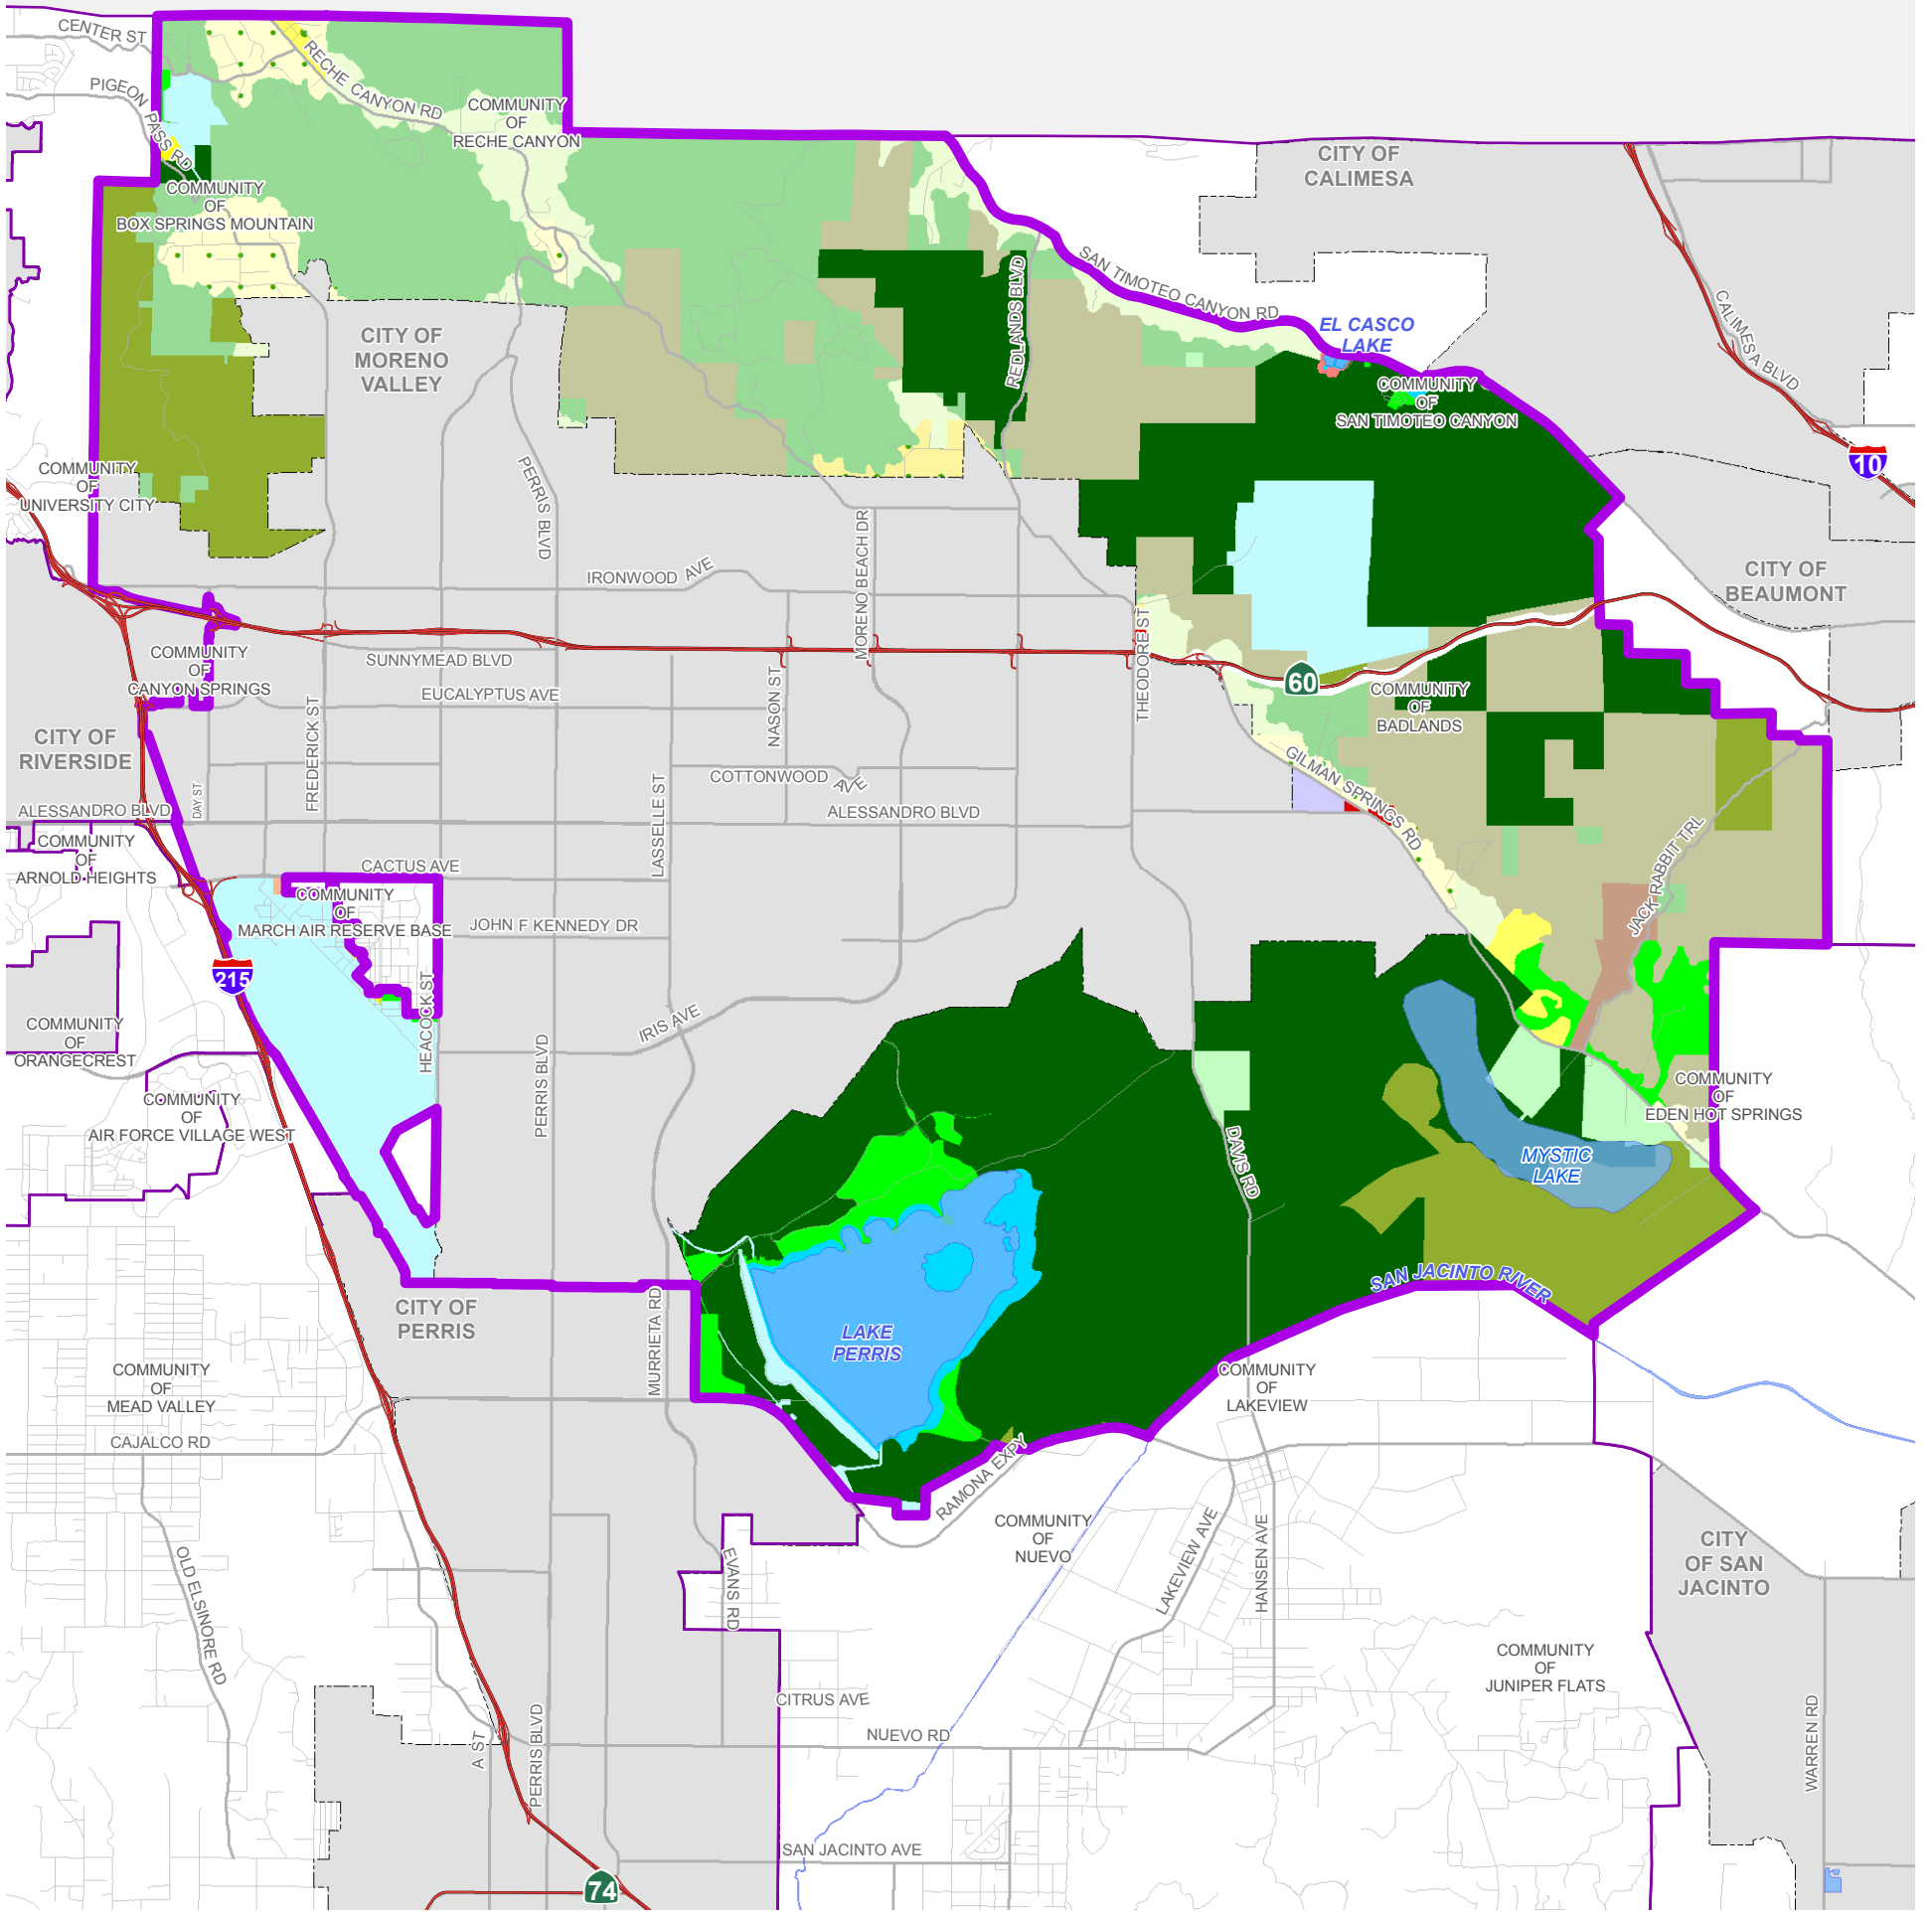 CENTER ST
PIGEON PASS RD
RECHE CANYON RD
COMMUNITY
OF
RECHE CANYON
CITY OF
CALIMESA
COMMUNITY
OF
BOX SPRINGS MOUNTAIN
SAN TIMOTEO CANYON RD
REDLANDS BLVD
EL CASCO
LAKE
CALIMESA BLVD
CITY OF
MORENO
VALLEY
COMMUNITY
OF
SAN TIMOTEO CANYON
COMMUNITY
OF
UNIVERSITY CITY
10
PERRIS BLVD
MORENO BEACH DR
IRONWOOD AVE
CITY OF
BEAUMONT
THEODORE ST
COMMUNITY
OF
CANYON SPRINGS
SUNNYMEAD BLVD
EUCALYPTUS AVE
NASON ST
60
COMMUNITY
OF
BADLANDS
CITY OF
RIVERSIDE
FREDERICK ST
DAY ST
LASSELLE ST
COTTONWOOD AVE
GILMAN SPRINGS RD
ALESSANDRO BLVD
ALESSANDRO BLVD
JACK RABBIT TRL
COMMUNITY
OF
ARNOLD HEIGHTS
CACTUS AVE
COMMUNITY
OF
MARCH AIR RESERVE BASE
JOHN F KENNEDY DR
215
HEACOCK ST
COMMUNITY
OF
ORANGECREST
IRIS AVE
PERRIS BLVD
COMMUNITY
OF
AIR FORCE VILLAGE WEST
COMMUNITY
OF
EDEN HOT SPRINGS
DAVIS RD
MYSTIC
LAKE
SAN JACINTO RIVER
CITY OF
PERRIS
MURRIETA RD
LAKE
PERRIS
COMMUNITY
OF
MEAD VALLEY
COMMUNITY
OF
LAKEVIEW
CAJALCO RD
RAMONA EXPY
COMMUNITY
OF
NUEVO
LAKEVIEW AVE
HANSEN AVE
CITY
OF SAN
JACINTO
OLD ELSINORE RD
EVANS RD
COMMUNITY
OF
JUNIPER FLATS
CITRUS AVE
NUEVO RD
A ST
PERRIS BLVD
WARREN RD
SAN JACINTO AVE
74